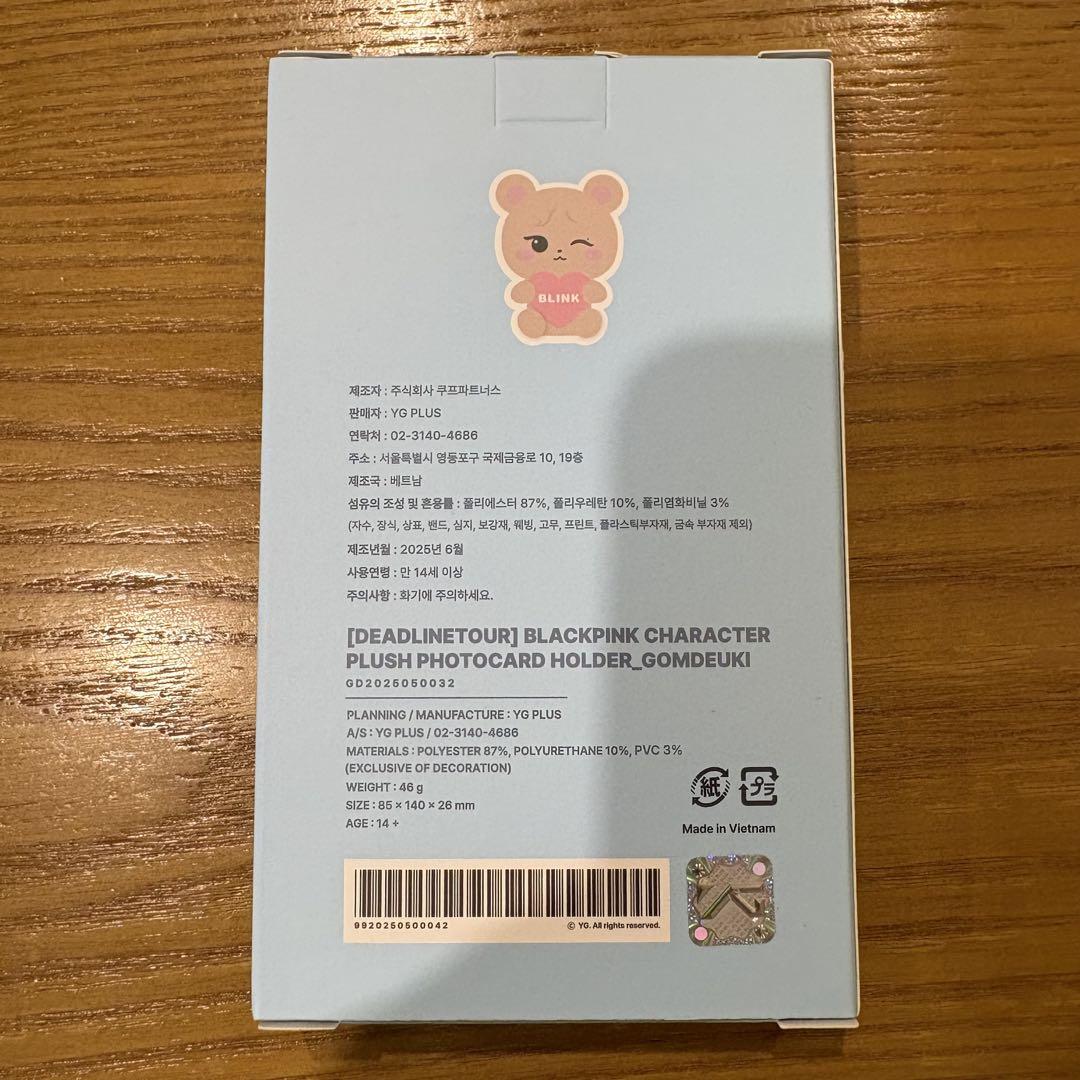 BLINK
제조자 : 주식회사 쿠프파트너스
판매자 : YG PLUS
연락처 : 02-3140-4686
주소 : 서울특별시 영등포구 국제금융로 10, 19층
제조국 : 베트남
섬유의 조성 및 혼용률 : 폴리에스터 87%, 폴리우레탄 10%, 폴리염화비닐 3%
(자수, 장식, 상표, 밴드, 심지, 보강재, 웨빙, 고무, 프린트, 플라스틱부자재, 금속 부자재 제외)
제조년월 : 2025년 6월
사용연령 : 만 14세 이상
주의사항 : 화기에 주의하세요.
[DEADLINETOUR] BLACKPINK CHARACTER
PLUSH PHOTOCARD HOLDER_GOMDEUKI
GD2025050032
PLANNING / MANUFACTURE : YG PLUS
A/S : YG PLUS / 02-3140-4686
MATERIALS : POLYESTER 87%, POLYURETHANE 10%, PVC 3%
(EXCLUSIVE OF DECORATION)
WEIGHT : 46 g
SIZE : 85 × 140 × 26 mm
AGE : 14 +
紙 プラ
Made in Vietnam
9920250500042
© YG. All rights reserved.